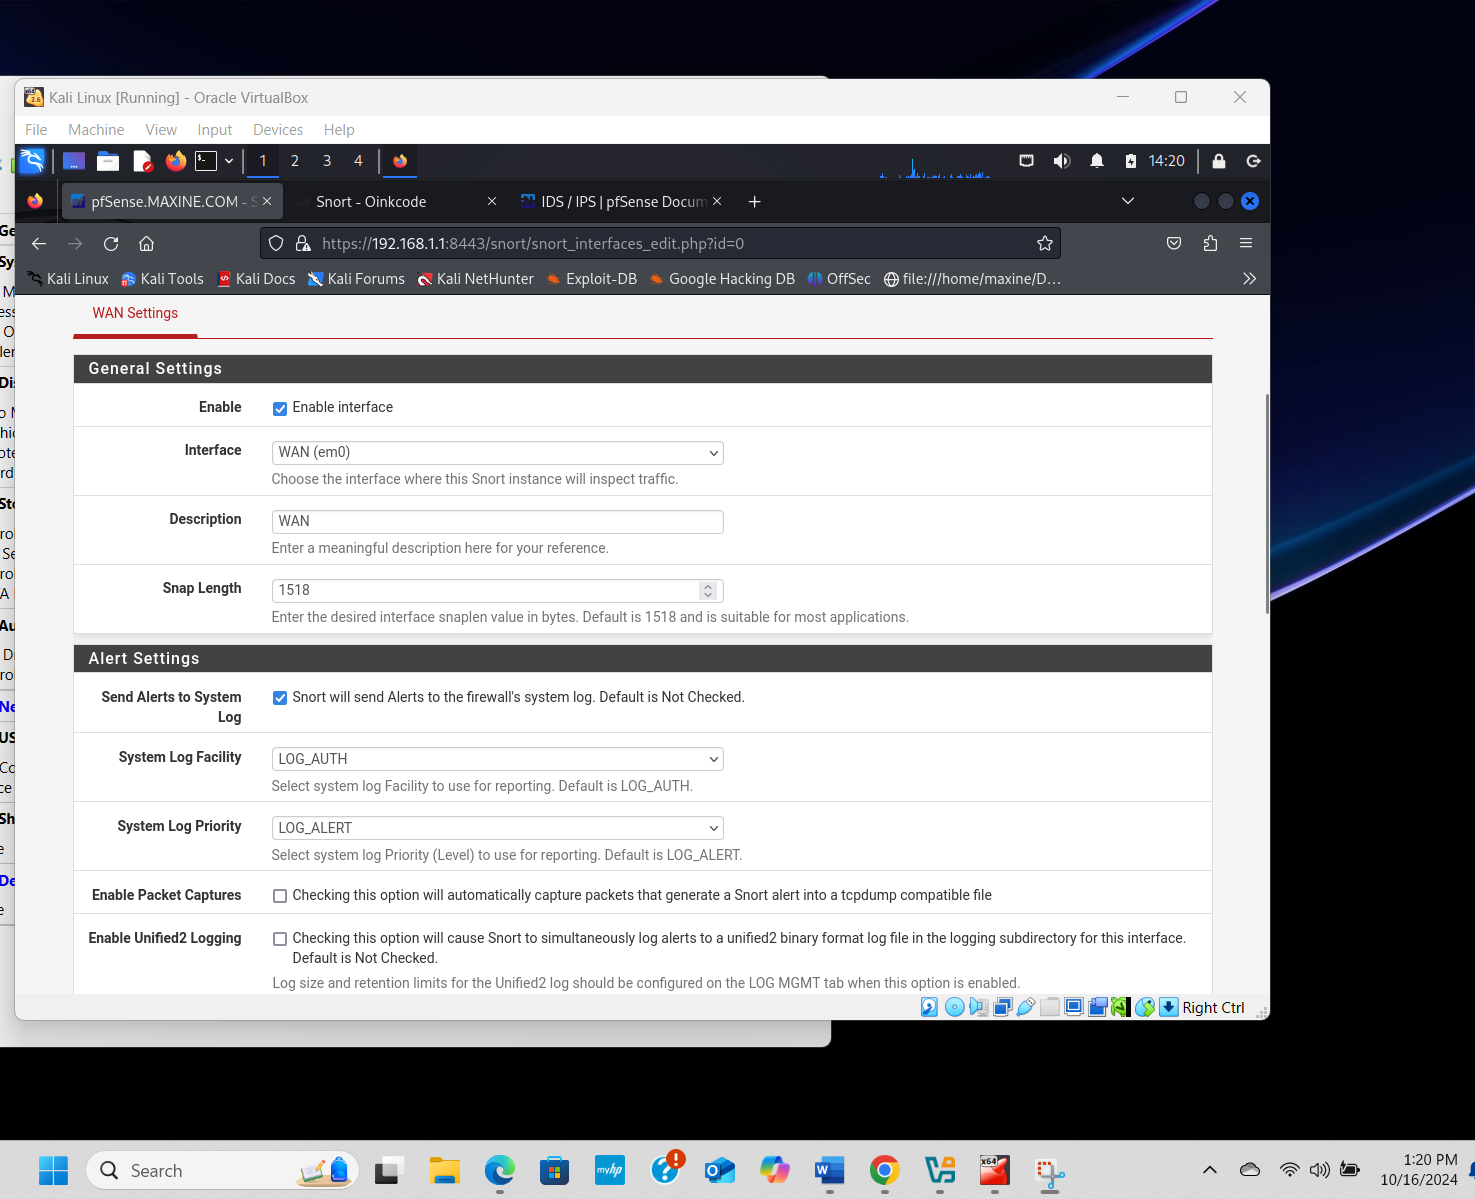 Kali Linux [Running] - Oracle VirtualBox
File Machine View Input Devices Help
1 2 3 4 14:20
pfSense.MAXINE.COM - S Snort - Oinkcode IDS / IPS | pfSense Docum
https://192.168.1.1:8443/snort/snort_interfaces_edit.php?id=0
Kali Linux Kali Tools Kali Docs Kali Forums Kali NetHunter Exploit-DB Google Hacking DB OffSec file:///home/maxine/D…
WAN Settings
General Settings
Enable Enable interface
Interface WAN (em0)
Choose the interface where this Snort instance will inspect traffic.
Description WAN
Enter a meaningful description here for your reference.
Snap Length 1518
Enter the desired interface snaplen value in bytes. Default is 1518 and is suitable for most applications.
Alert Settings
Send Alerts to System Log Snort will send Alerts to the firewall's system log. Default is Not Checked.
System Log Facility LOG_AUTH
Select system log Facility to use for reporting. Default is LOG_AUTH.
System Log Priority LOG_ALERT
Select system log Priority (Level) to use for reporting. Default is LOG_ALERT.
Enable Packet Captures Checking this option will automatically capture packets that generate a Snort alert into a tcpdump compatible file
Enable Unified2 Logging Checking this option will cause Snort to simultaneously log alerts to a unified2 binary format log file in the logging subdirectory for this interface.
Default is Not Checked.
Log size and retention limits for the Unified2 log should be configured on the LOG MGMT tab when this option is enabled.
Right Ctrl
Search
1:20 PM
10/16/2024